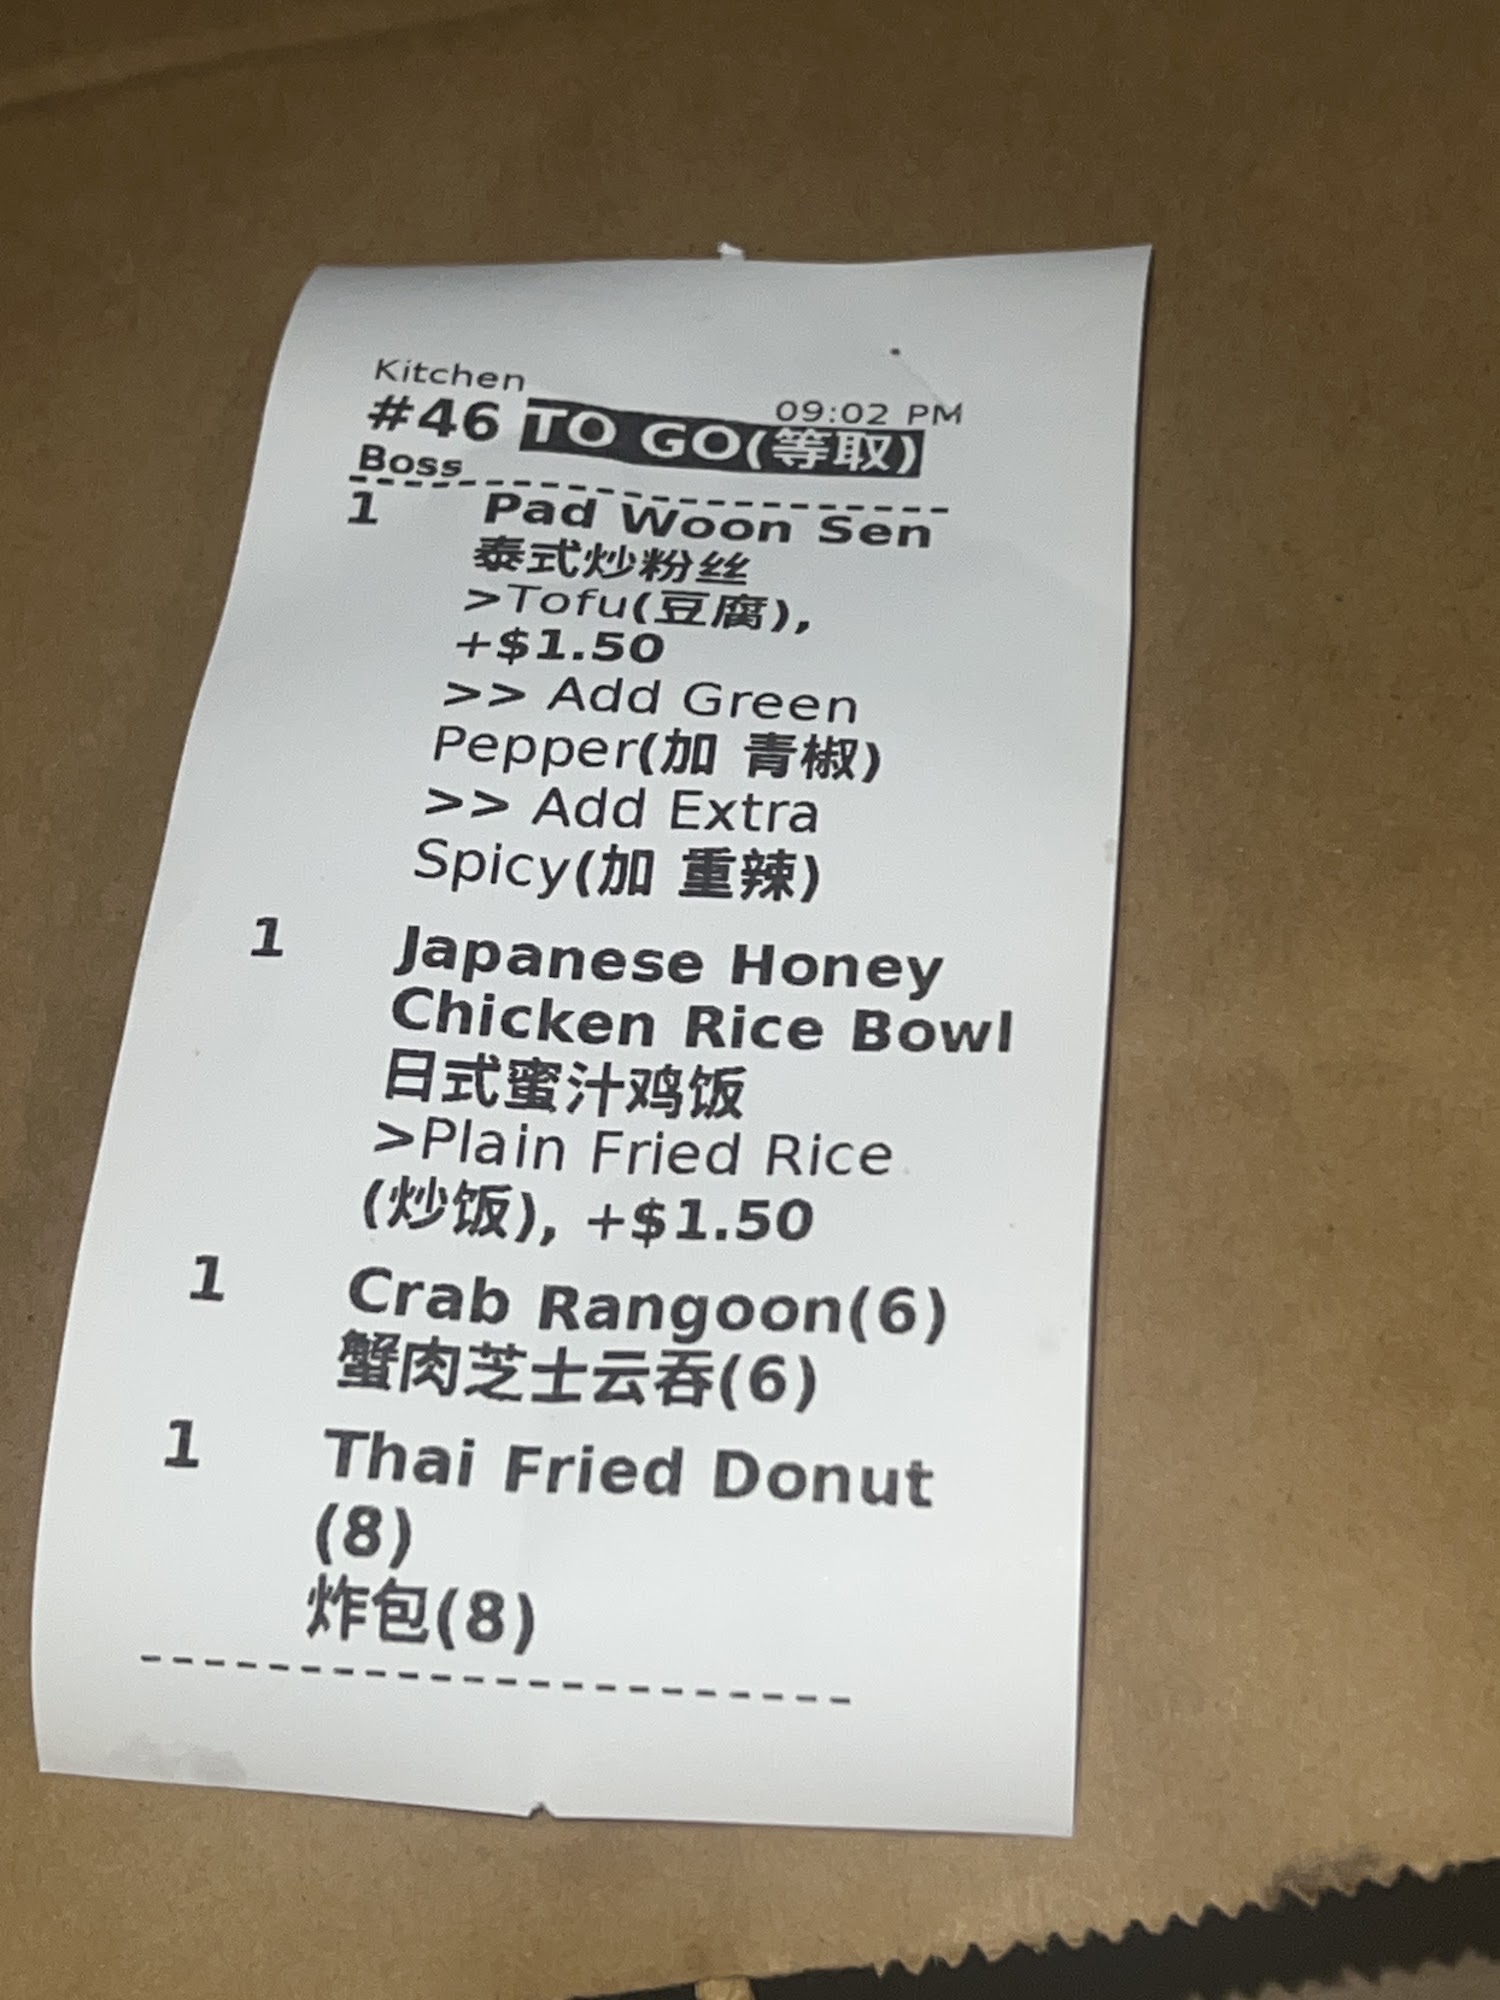 Kitchen
09:02 PM
#46 TO GO(等取)
Boss
1 Pad Woon Sen
泰式炒粉丝
>Tofu(豆腐),
+$1.50
>> Add Green
Pepper(加 青椒)
>> Add Extra
Spicy(加 重辣)
1 Japanese Honey
Chicken Rice Bowl
日式蜜汁鸡饭
>Plain Fried Rice
(炒饭), +$1.50
1 Crab Rangoon(6)
蟹肉芝士云吞(6)
1 Thai Fried Donut
(8)
炸包(8)